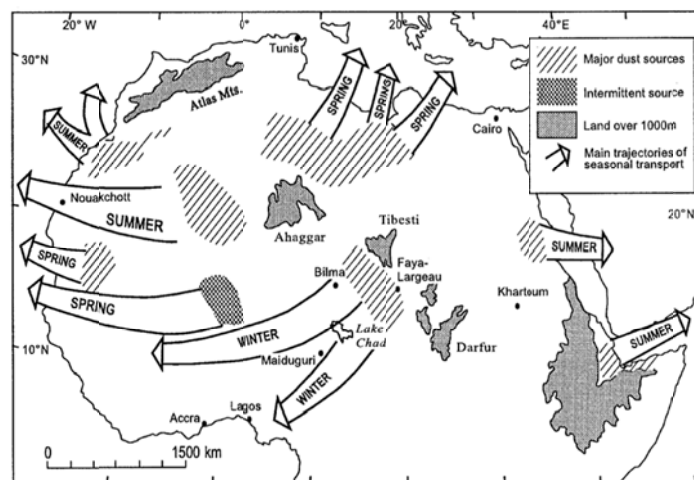 20°W
0°
20°E
40°E
30°N
Tunis
Atlas Mts.
SPRING
SPRING
SPRING
Cairo
SUMMER
Nouakchott
SUMMER
Ahaggar
Tibesti
20°N
SUMMER
SPRING
SPRING
Bilma
Faya-
Largeau
Khartoum
WINTER
Lake
Chad
SUMMER
10°N
Maiduguri
Darfur
WINTER
Accra
Lagos
0
1500 km
20°E
Major dust sources
Intermittent source
Land over 1000m
Main trajectories of
seasonal transport